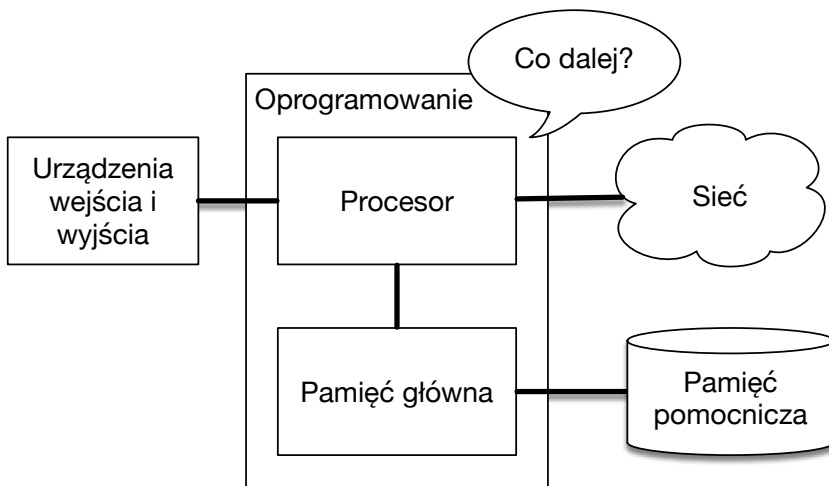 Co dalej?
Oprogramowanie
Urządzenia
wejścia i
wyjścia
Procesor
Sieć
Pamięć główna
Pamięć
pomocnicza